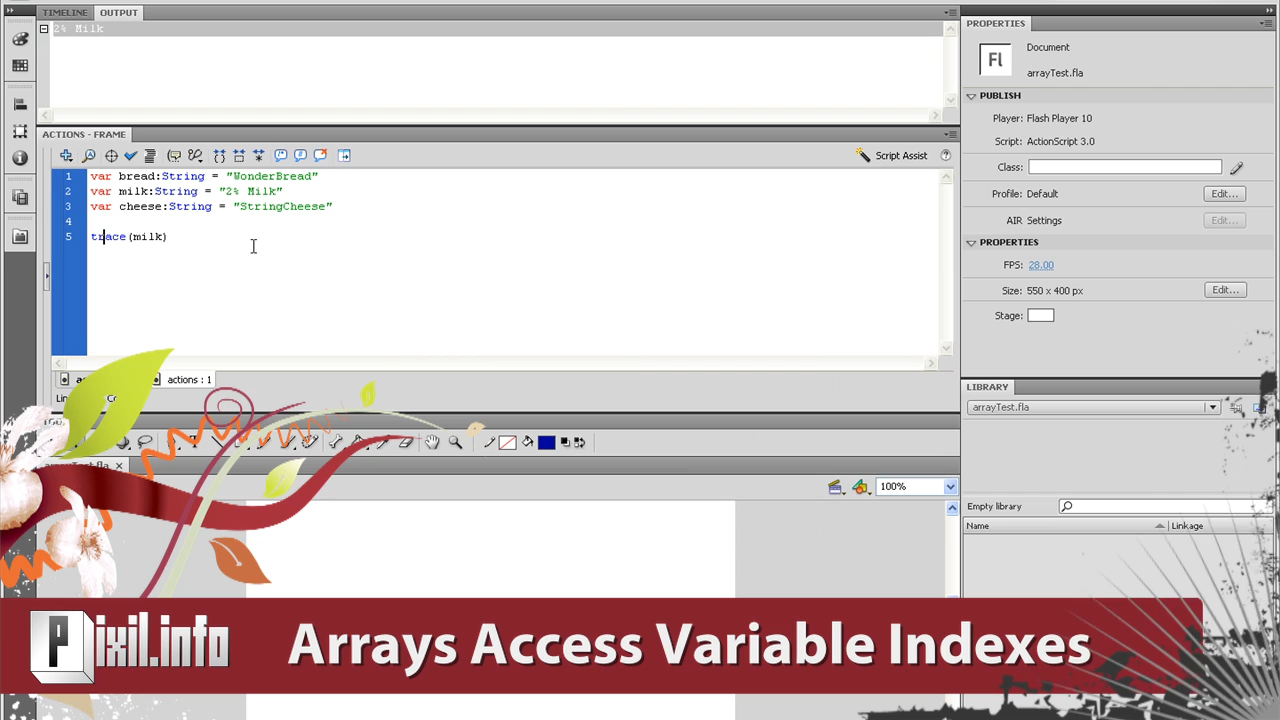 TIMELINE OUTPUT
2% Milk
ACTIONS - FRAME
Script Assist
1 var bread:String = "WonderBread"
2 var milk:String = "2% Milk"
3 var cheese:String = "StringCheese"
4
5 trace(milk)
actions : 1
arrayTest.fla
100%
PROPERTIES
Fl
Document
arrayTest.fla
PUBLISH
Player: Flash Player 10
Script: ActionScript 3.0
Class:
Profile: Default Edit...
AIR Settings Edit...
PROPERTIES
FPS: 28.00
Size: 550 x 400 px Edit...
Stage:
LIBRARY
arrayTest.fla
Empty library
Name Linkage
Pixil.info
Arrays Access Variable Indexes